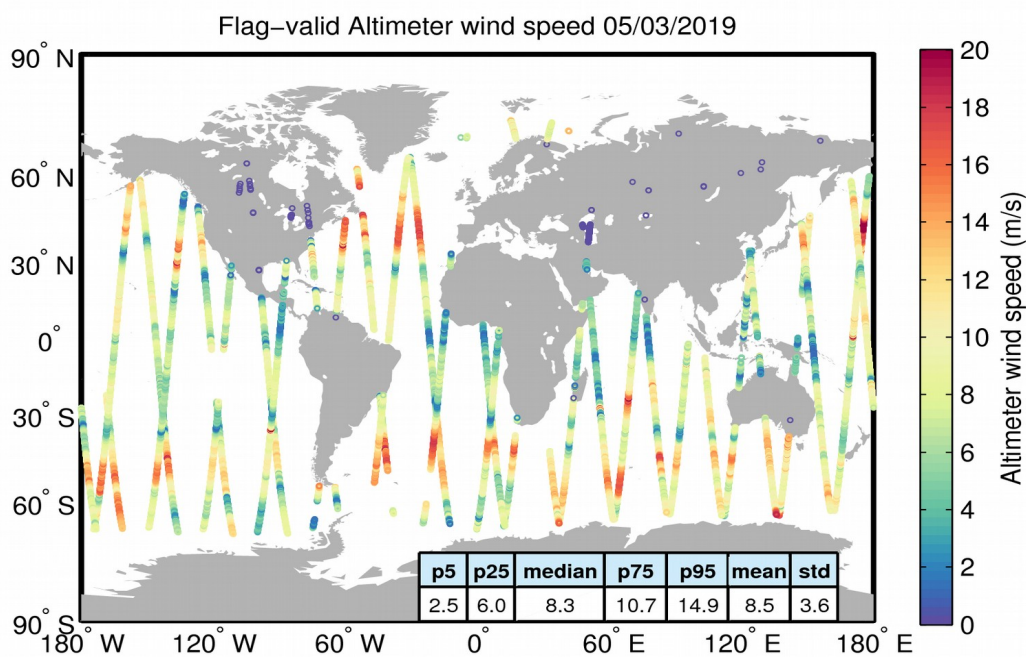 Flag−valid Altimeter wind speed 05/03/2019
90° N
60° N
30° N
0°
30° S
60° S
90° S
180° W
120° W
60° W
0°
60° E
120° E
180° E
p5 p25 median p75 p95 mean std
2.5 6.0 8.3 10.7 14.9 8.5 3.6
20
18
16
14
12
10
8
6
4
2
0
Altimeter wind speed (m/s)